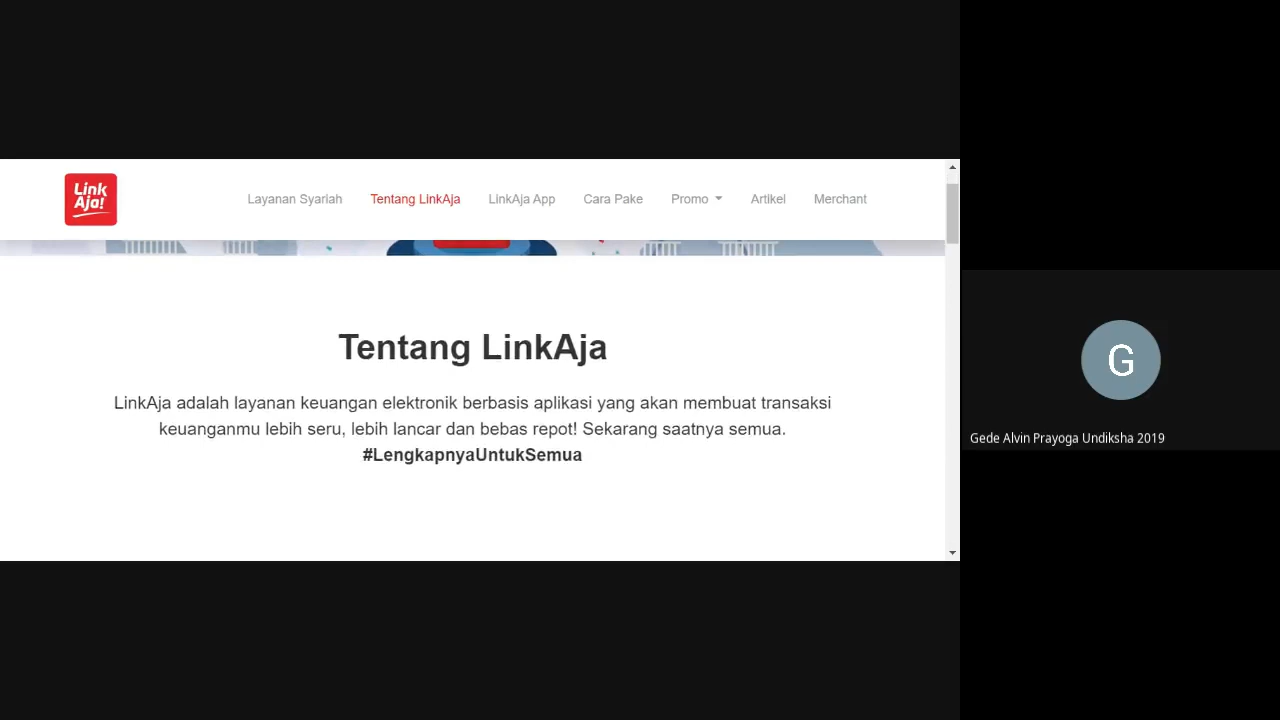 Link
Aja!
Layanan Syariah
Tentang LinkAja
LinkAja App
Cara Pake
Promo
Artikel
Merchant
Tentang LinkAja
LinkAja adalah layanan keuangan elektronik berbasis aplikasi yang akan membuat transaksi
keuanganmu lebih seru, lebih lancar dan bebas repot! Sekarang saatnya semua.
#LengkapnyaUntukSemua
G
Gede Alvin Prayoga Undiksha 2019